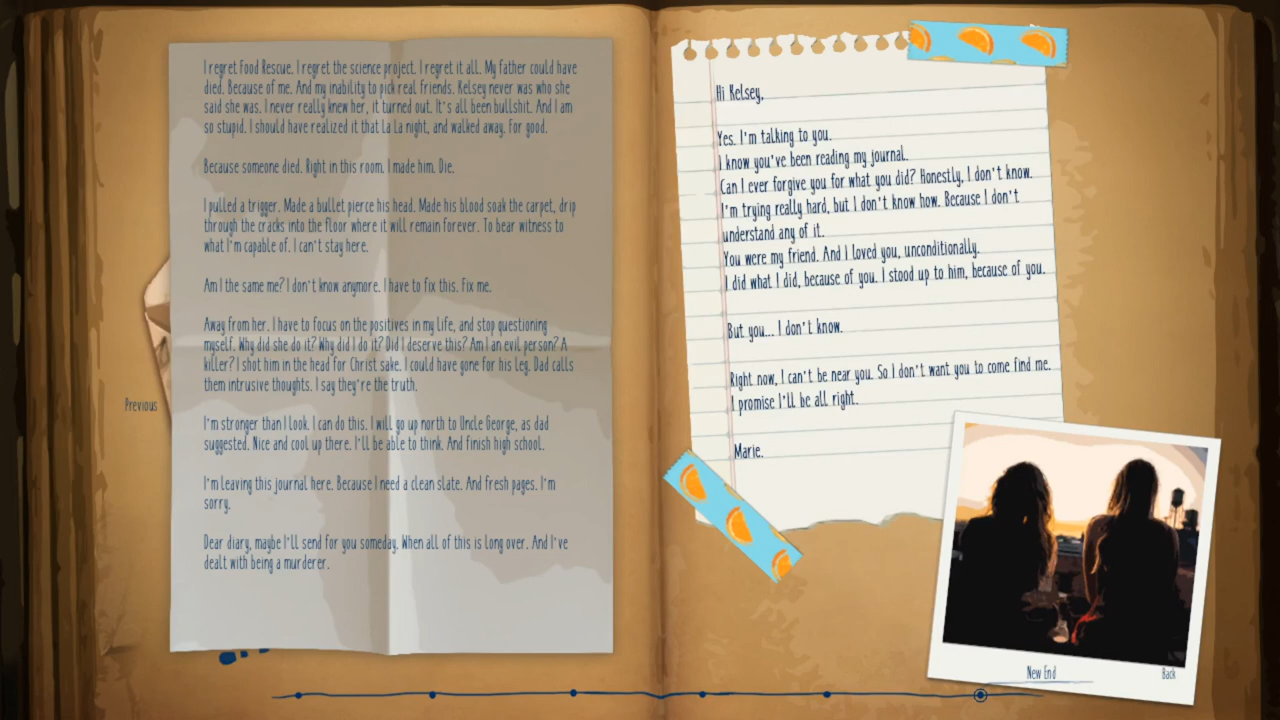 I regret Food Rescue. I regret the science project. I regret it all. My father could have
died. Because of me. And my inability to pick real friends. Kelsey never was who she
said she was. I never really knew her, it turned out. It's all been bullshit. And I am
so stupid. I should have realized it that La La night, and walked away. For good.
Because someone died. Right in this room. I made him. Die.
I pulled a trigger. Made a bullet pierce his head. Made his blood soak the carpet, drip
through the cracks into the floor where it will remain forever. To bear witness to
what I'm capable of. I can't stay here.
Am I the same me? I don't know anymore. I have to fix this. Fix me.
Away from her. I have to focus on the positives in my life, and stop questioning
myself. Why did she do it? Why did I do it? Did I deserve this? Am I an evil person? A
killer? I shot him in the head for Christ sake. I could have gone for his leg. Dad calls
them intrusive thoughts. I say they're the truth.
I'm stronger than I look. I can do this. I will go up north to Uncle George, as dad
suggested. Nice and cool up there. I'll be able to think. And finish high school.
I'm leaving this journal here. Because I need a clean slate. And fresh pages. I'm
sorry.
Dear diary, maybe I'll send for you someday. When all of this is long over. And I've
dealt with being a murderer.
Previous
Hi Kelsey,
Yes. I'm talking to you.
I know you've been reading my journal.
Can I ever forgive you for what you did? Honestly, I don't know.
I'm trying really hard, but I don't know how. Because I don't
understand any of it.
You were my friend. And I loved you, unconditionally.
I did what I did, because of you. I stood up to him, because of you.
But you... I don't know.
Right now, I can't be near you. So I don't want you to come find me.
I promise I'll be all right.
Marie.
New End
Back